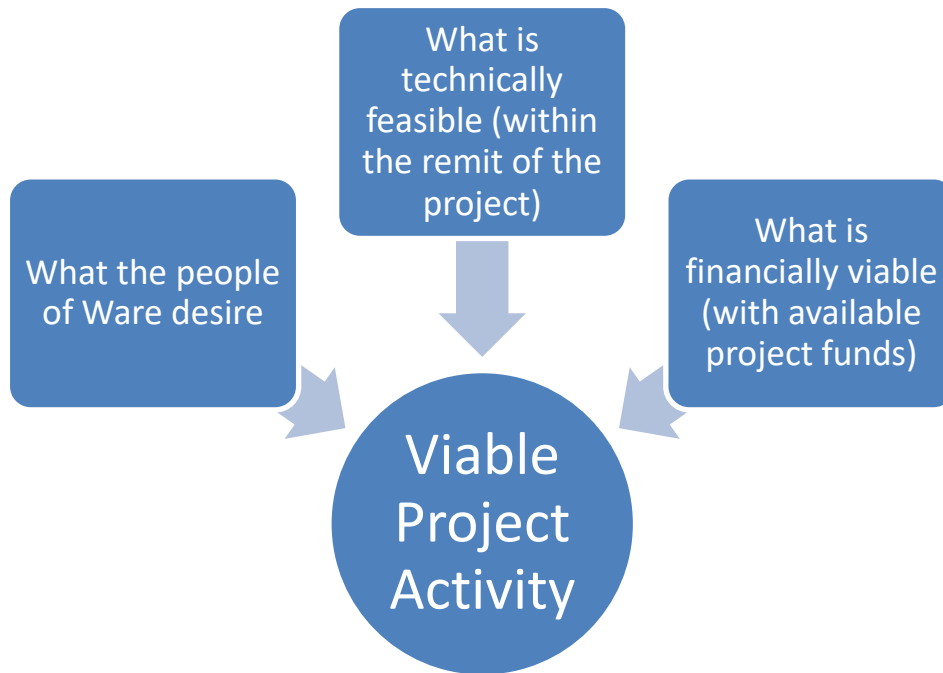 What is
technically
feasible (within
the remit of the
project)
What the people
of Ware desire
What is
financially viable
(with available
project funds)
Viable
Project
Activity